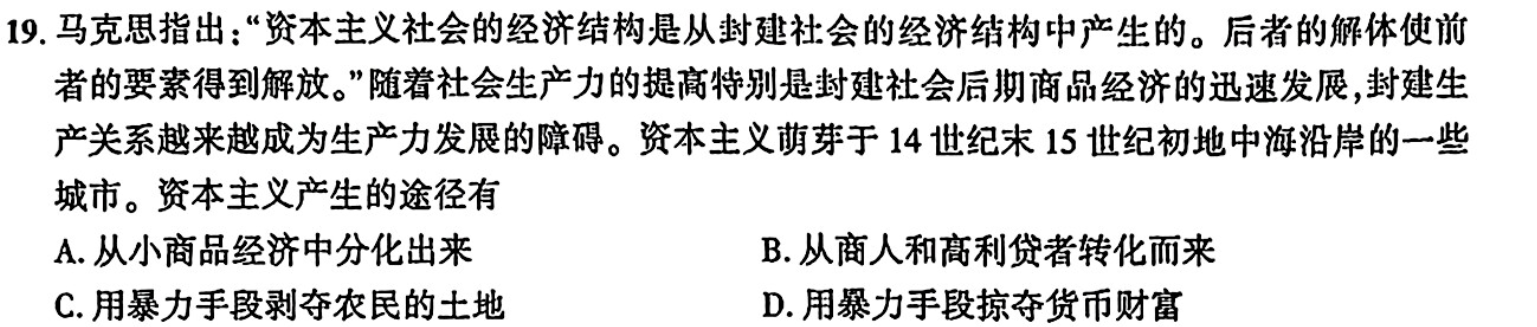 19. 马克思指出:“资本主义社会的经济结构是从封建社会的经济结构中产生的。后者的解体使前
者的要素得到解放。”随着社会生产力的提高特别是封建社会后期商品经济的迅速发展,封建生
产关系越来越成为生产力发展的障碍。资本主义萌芽于 14 世纪末 15 世纪初地中海沿岸的一些
城市。资本主义产生的途径有
A. 从小商品经济中分化出来 B. 从商人和高利贷者转化而来
C. 用暴力手段剥夺农民的土地 D. 用暴力手段掠夺货币财富